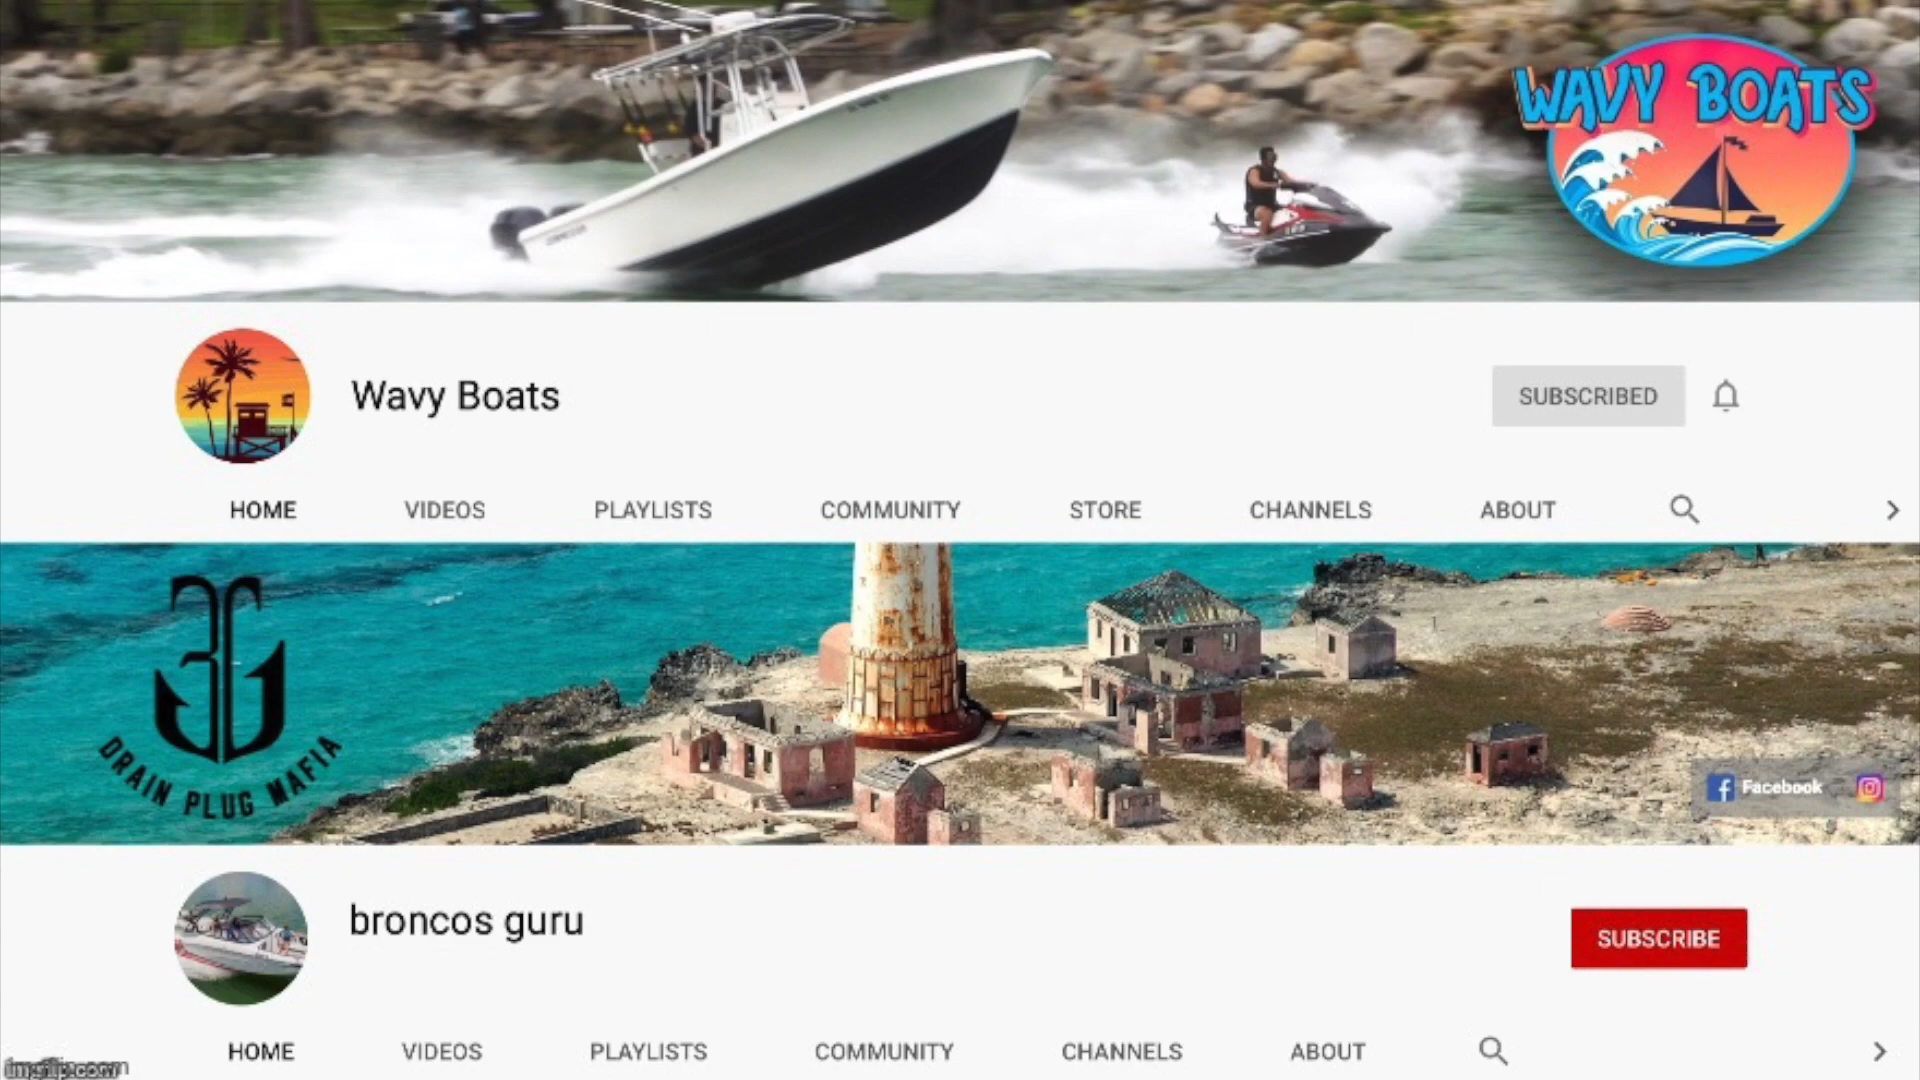 WAVY BOATS
Wavy Boats
SUBSCRIBED
HOME VIDEOS PLAYLISTS COMMUNITY STORE CHANNELS ABOUT
3G
DRAIN PLUG MAFIA
Facebook
broncos guru
SUBSCRIBE
HOME VIDEOS PLAYLISTS COMMUNITY CHANNELS ABOUT
imgflip.com